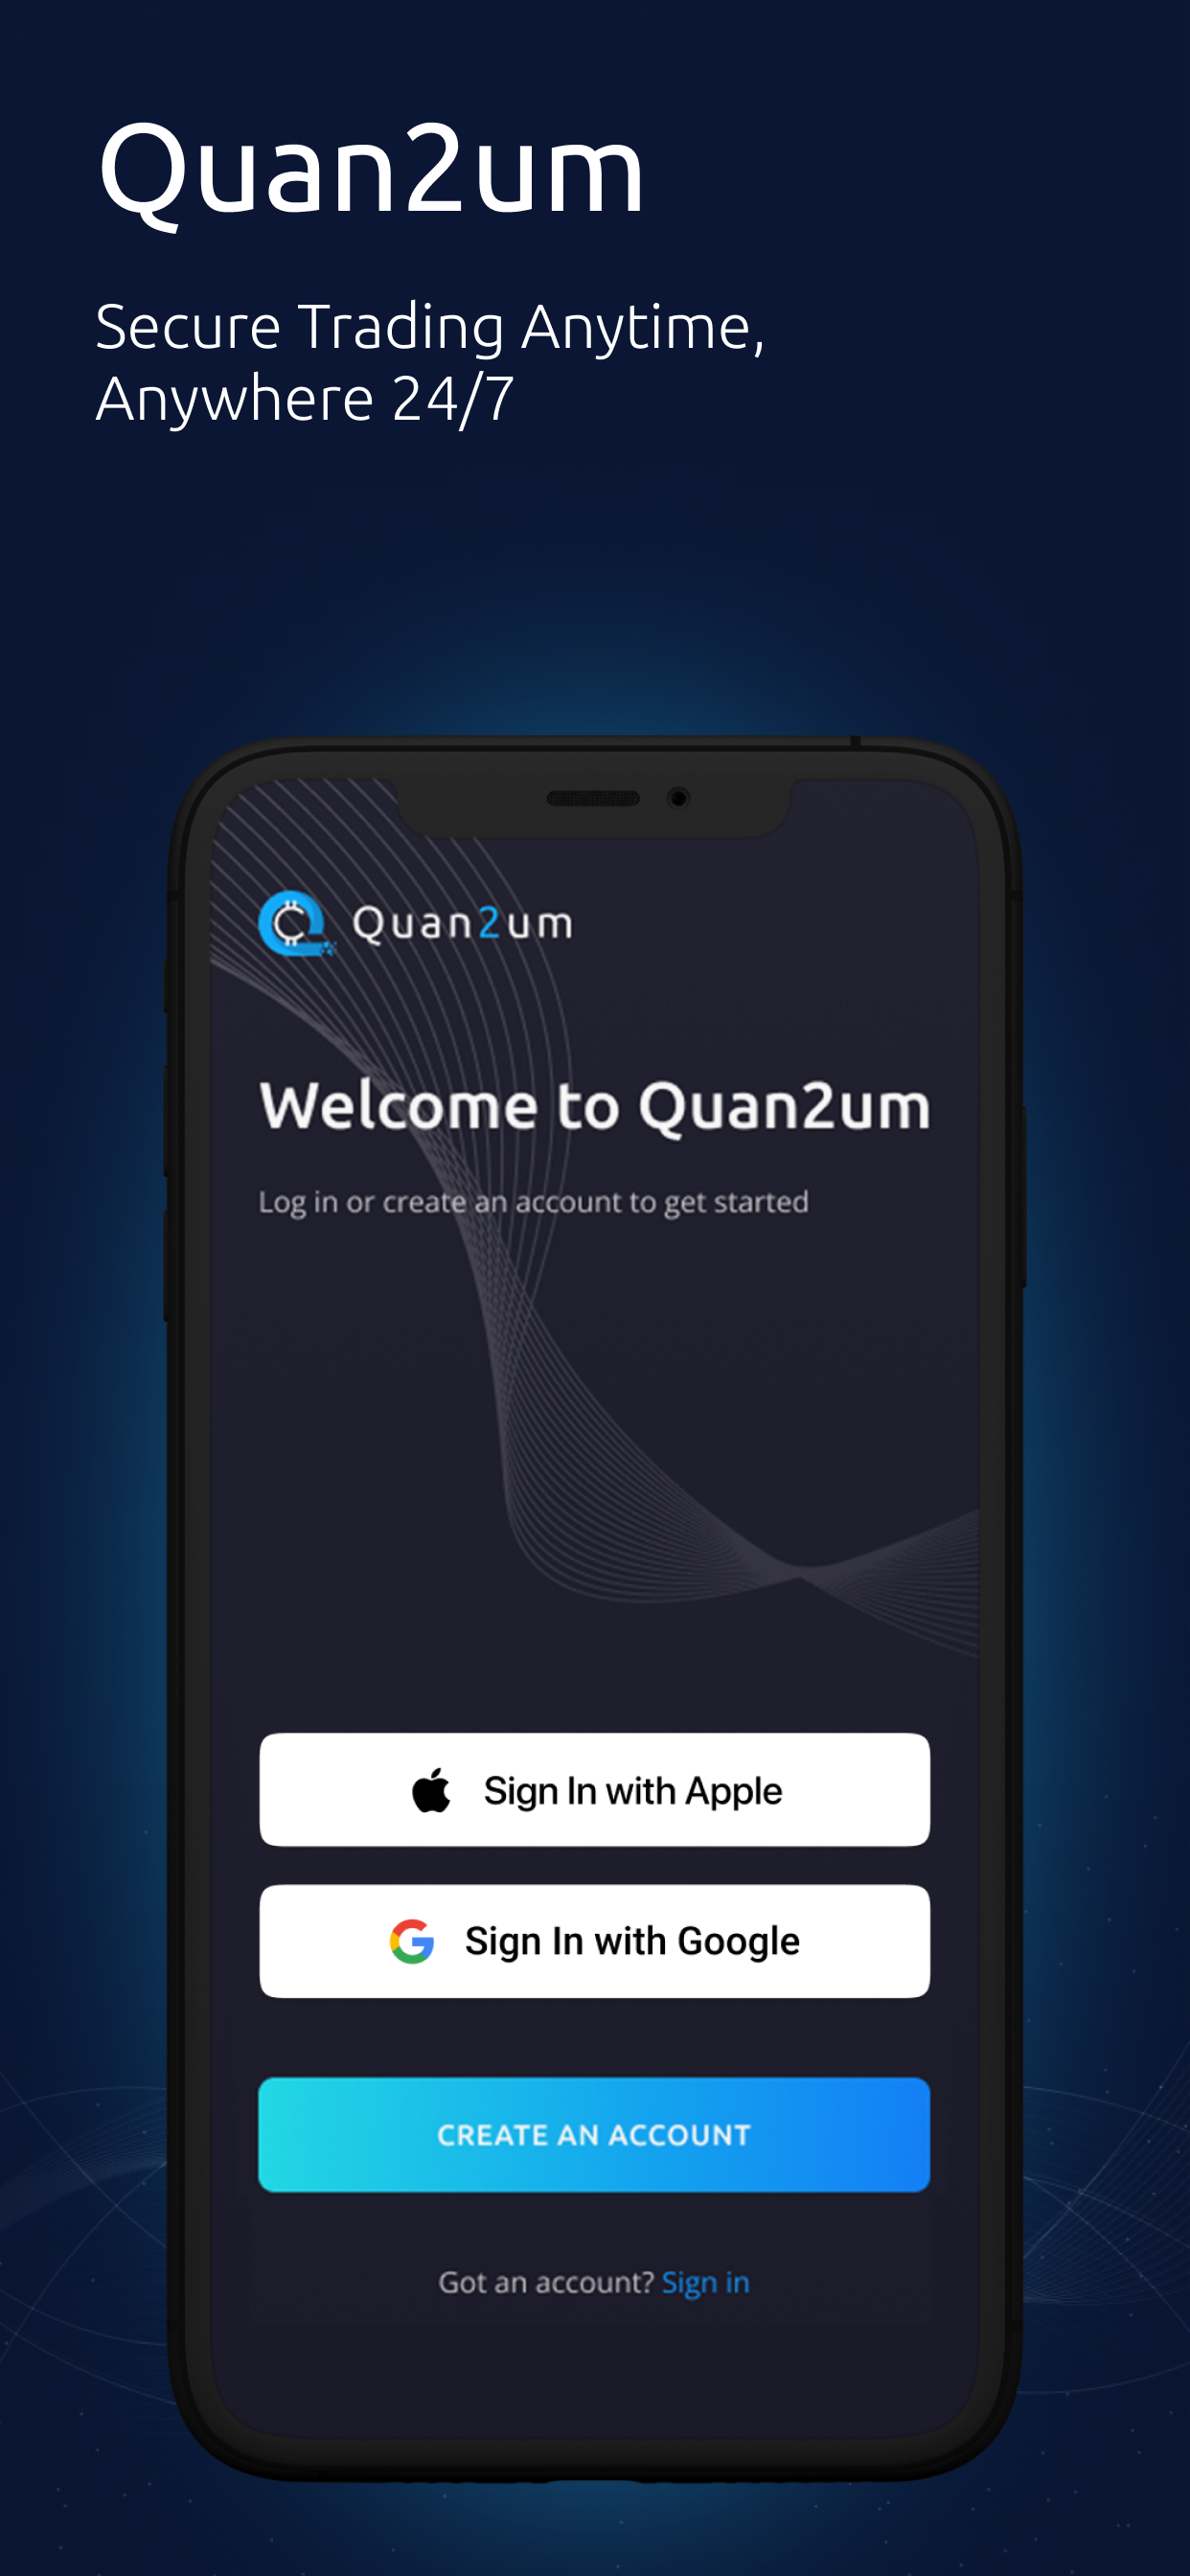 Quan2um
Secure Trading Anytime,
Anywhere 24/7
Quan2um
Welcome to Quan2um
Log in or create an account to get started
Sign In with Apple
Sign In with Google
CREATE AN ACCOUNT
Got an account? Sign in